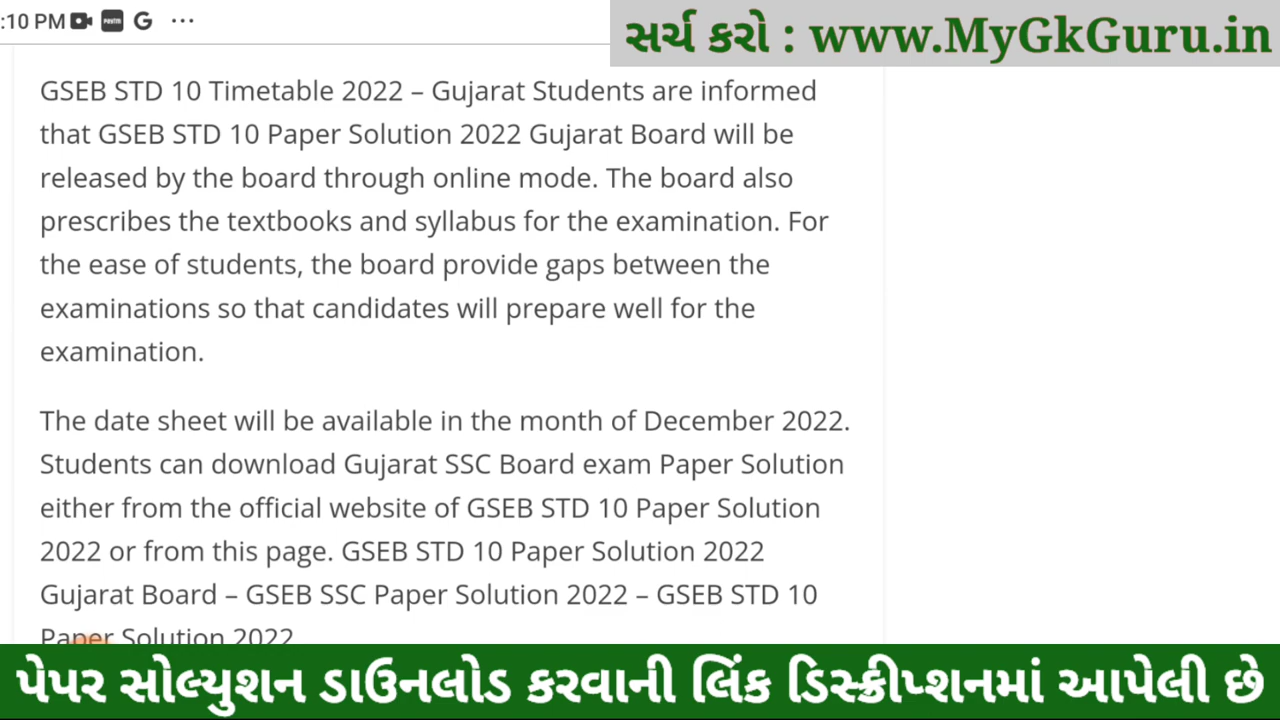 :10 PM
Paytm
G
સર્ચ કરો : www.MyGkGuru.in
GSEB STD 10 Timetable 2022 – Gujarat Students are informed
that GSEB STD 10 Paper Solution 2022 Gujarat Board will be
released by the board through online mode. The board also
prescribes the textbooks and syllabus for the examination. For
the ease of students, the board provide gaps between the
examinations so that candidates will prepare well for the
examination.
The date sheet will be available in the month of December 2022.
Students can download Gujarat SSC Board exam Paper Solution
either from the official website of GSEB STD 10 Paper Solution
2022 or from this page. GSEB STD 10 Paper Solution 2022
Gujarat Board – GSEB SSC Paper Solution 2022 – GSEB STD 10
Paper Solution 2022
પેપર સોલ્યુશન ડાઉનલોડ કરવાની લિંક ડિસ્ક્રીપ્શનમાં આપેલી છે